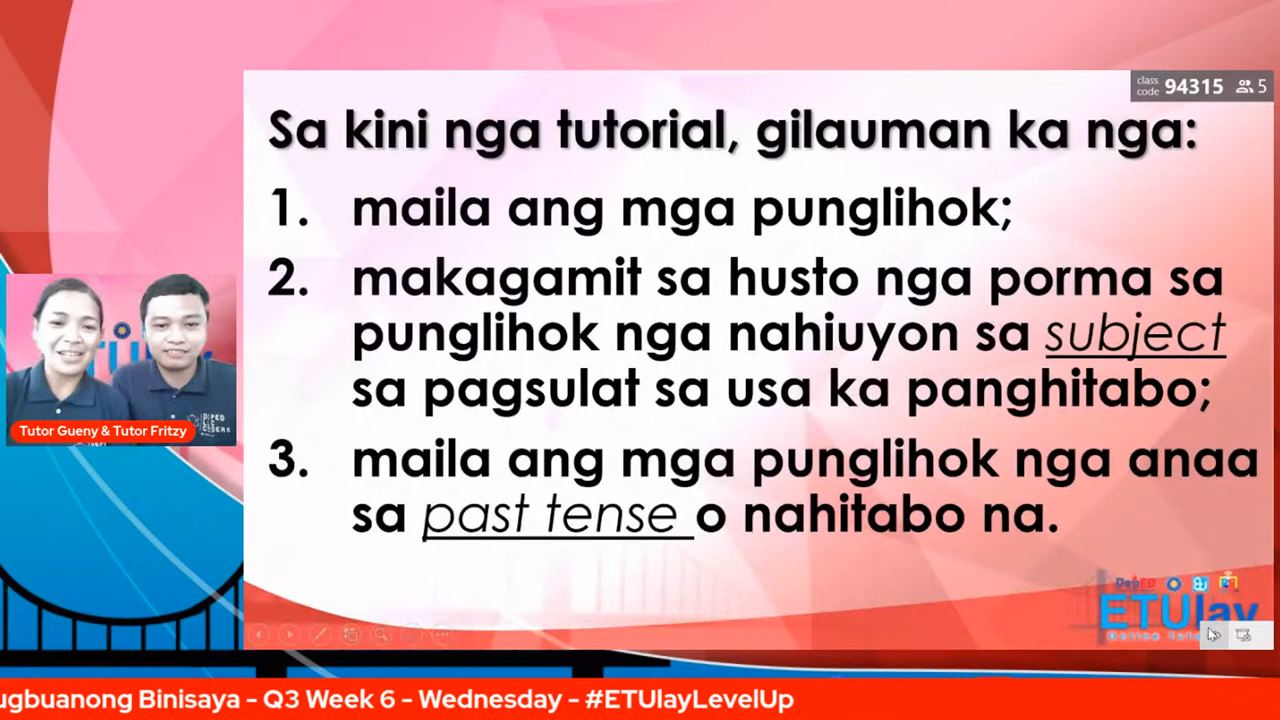 class code 94315 5
Sa kini nga tutorial, gilauman ka nga:
1. maila ang mga punglihok;
2. makagamit sa husto nga porma sa
punglihok nga nahiuyon sa subject
sa pagsulat sa usa ka panghitabo;
3. maila ang mga punglihok nga anaa
sa past tense o nahitabo na.
Tutor Gueny & Tutor Fritzy
DepED
ETUlay
ugbuanong Binisaya - Q3 Week 6 - Wednesday - #ETUlayLevelUp